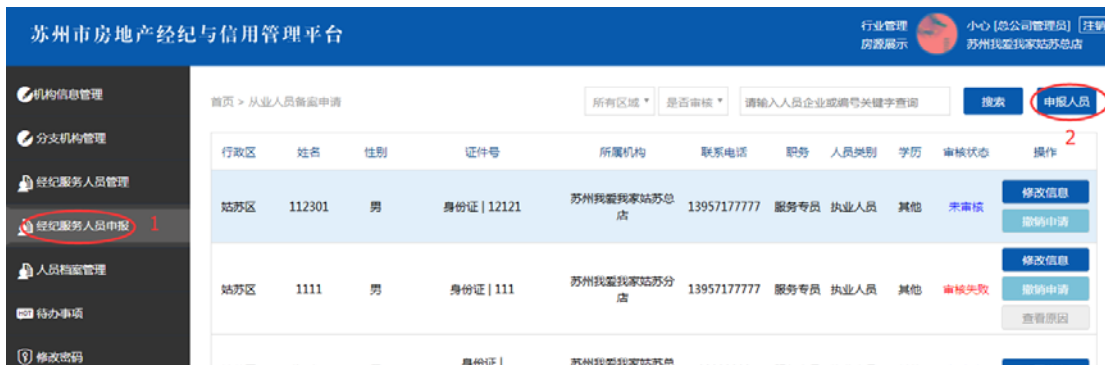 苏州市房地产经纪与信用管理平台
行业管理
房源展示
小心 [总公司管理员] 注销
苏州我爱我家姑苏总店
机构信息管理
分支机构管理
经纪服务人员管理
经纪服务人员申报 1
人员档案管理
HOT 待办事项
修改密码
首页 > 从业人员备案申请
所有区域 是否审核 请输入人员企业或编号关键字查询 搜索 申报人员
2
行政区 姓名 性别 证件号 所属机构 联系电话 职务 人员类别 学历 审核状态 操作
姑苏区 112301 男 身份证 | 12121 苏州我爱我家姑苏总店 13957177777 服务专员 执业人员 其他 未审核 修改信息
撤销申请
姑苏区 1111 男 身份证 | 111 苏州我爱我家姑苏分店 13957177777 服务专员 执业人员 其他 审核失败 修改信息
撤销申请
查看原因
身份证 | 苏州我爱我家姑苏总